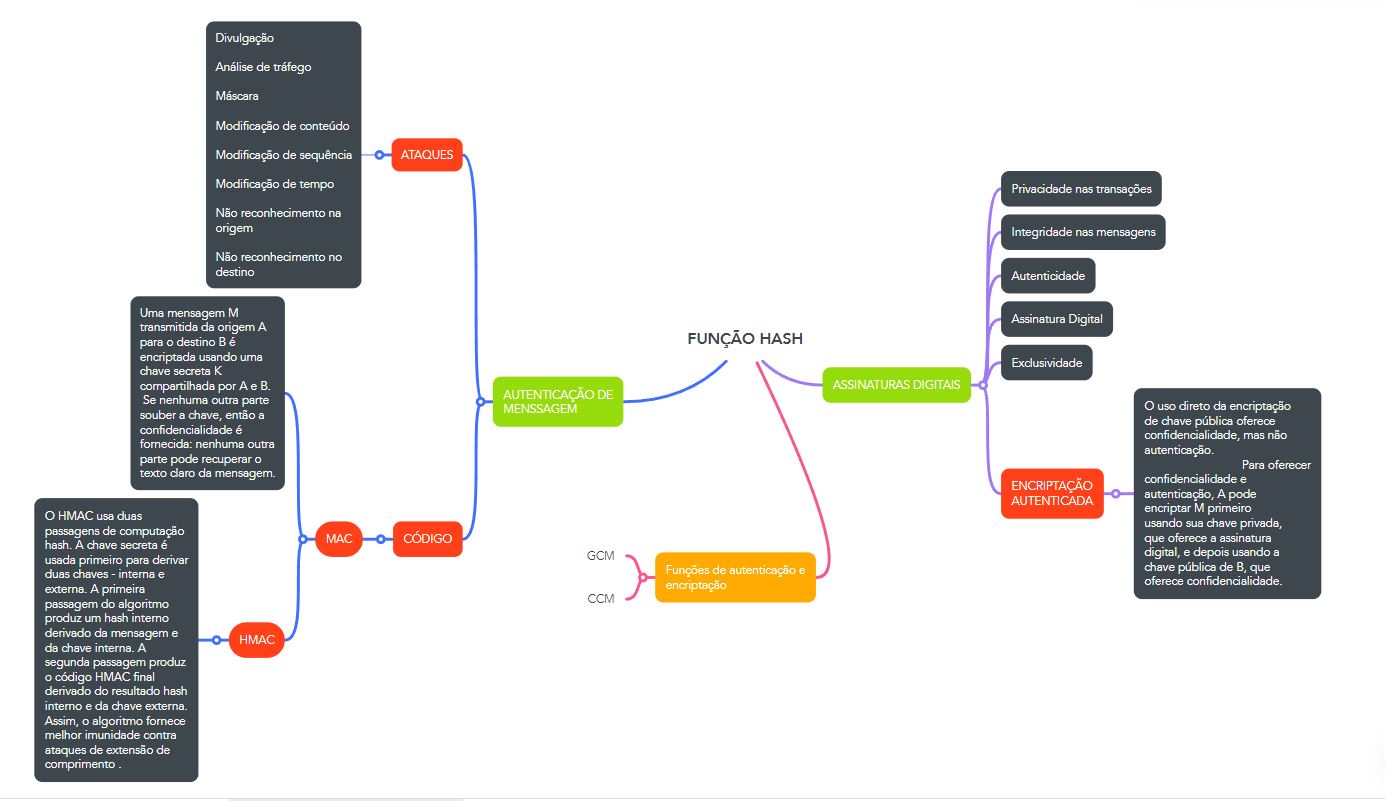 FUNÇÃO HASH
AUTENTICAÇÃO DE
MENSSAGEM
ATAQUES
Divulgação
Análise de tráfego
Máscara
Modificação de conteúdo
Modificação de sequência
Modificação de tempo
Não reconhecimento na
origem
Não reconhecimento no
destino
CÓDIGO
MAC
Uma mensagem M
transmitida da origem A
para o destino B é
encriptada usando uma
chave secreta K
compartilhada por A e B.
Se nenhuma outra parte
souber a chave, então a
confidencialidade é
fornecida: nenhuma outra
parte pode recuperar o
texto claro da mensagem.
HMAC
O HMAC usa duas
passagens de computação
hash. A chave secreta é
usada primeiro para derivar
duas chaves - interna e
externa. A primeira
passagem do algoritmo
produz um hash interno
derivado da mensagem e
da chave interna. A
segunda passagem produz
o código HMAC final
derivado do resultado hash
interno e da chave externa.
Assim, o algoritmo fornece
melhor imunidade contra
ataques de extensão de
comprimento .
ASSINATURAS DIGITAIS
Privacidade nas transações
Integridade nas mensagens
Autenticidade
Assinatura Digital
Exclusividade
ENCRIPTAÇÃO
AUTENTICADA
O uso direto da encriptação
de chave pública oferece
confidencialidade, mas não
autenticação.
Para oferecer
confidencialidade e
autenticação, A pode
encriptar M primeiro
usando sua chave privada,
que oferece a assinatura
digital, e depois usando a
chave pública de B, que
oferece confidencialidade.
Funções de autenticação e
encriptação
GCM
CCM